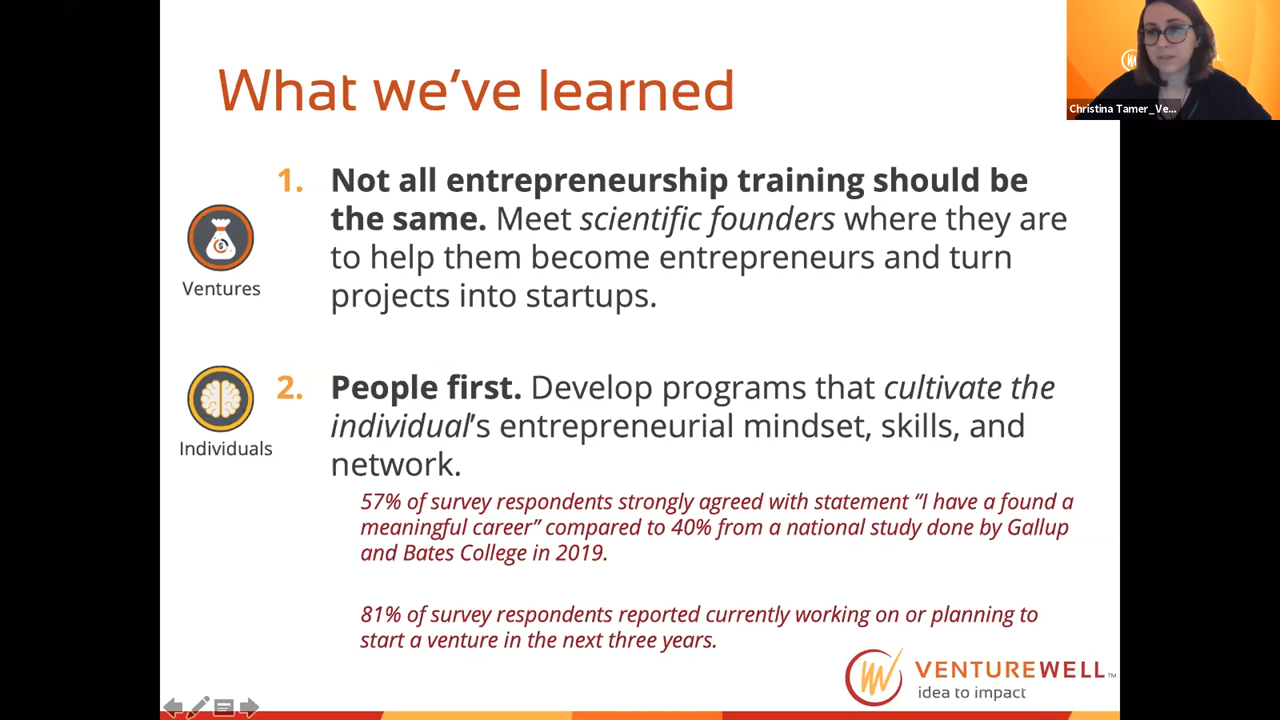 What we've learned
Christina Tamer_Ve...
1. Not all entrepreneurship training should be
the same. Meet scientific founders where they are
to help them become entrepreneurs and turn
projects into startups.
Ventures
2. People first. Develop programs that cultivate the
individual's entrepreneurial mindset, skills, and
network.
Individuals
57% of survey respondents strongly agreed with statement “I have a found a
meaningful career” compared to 40% from a national study done by Gallup
and Bates College in 2019.
81% of survey respondents reported currently working on or planning to
start a venture in the next three years.
VENTUREWELL™
idea to impact